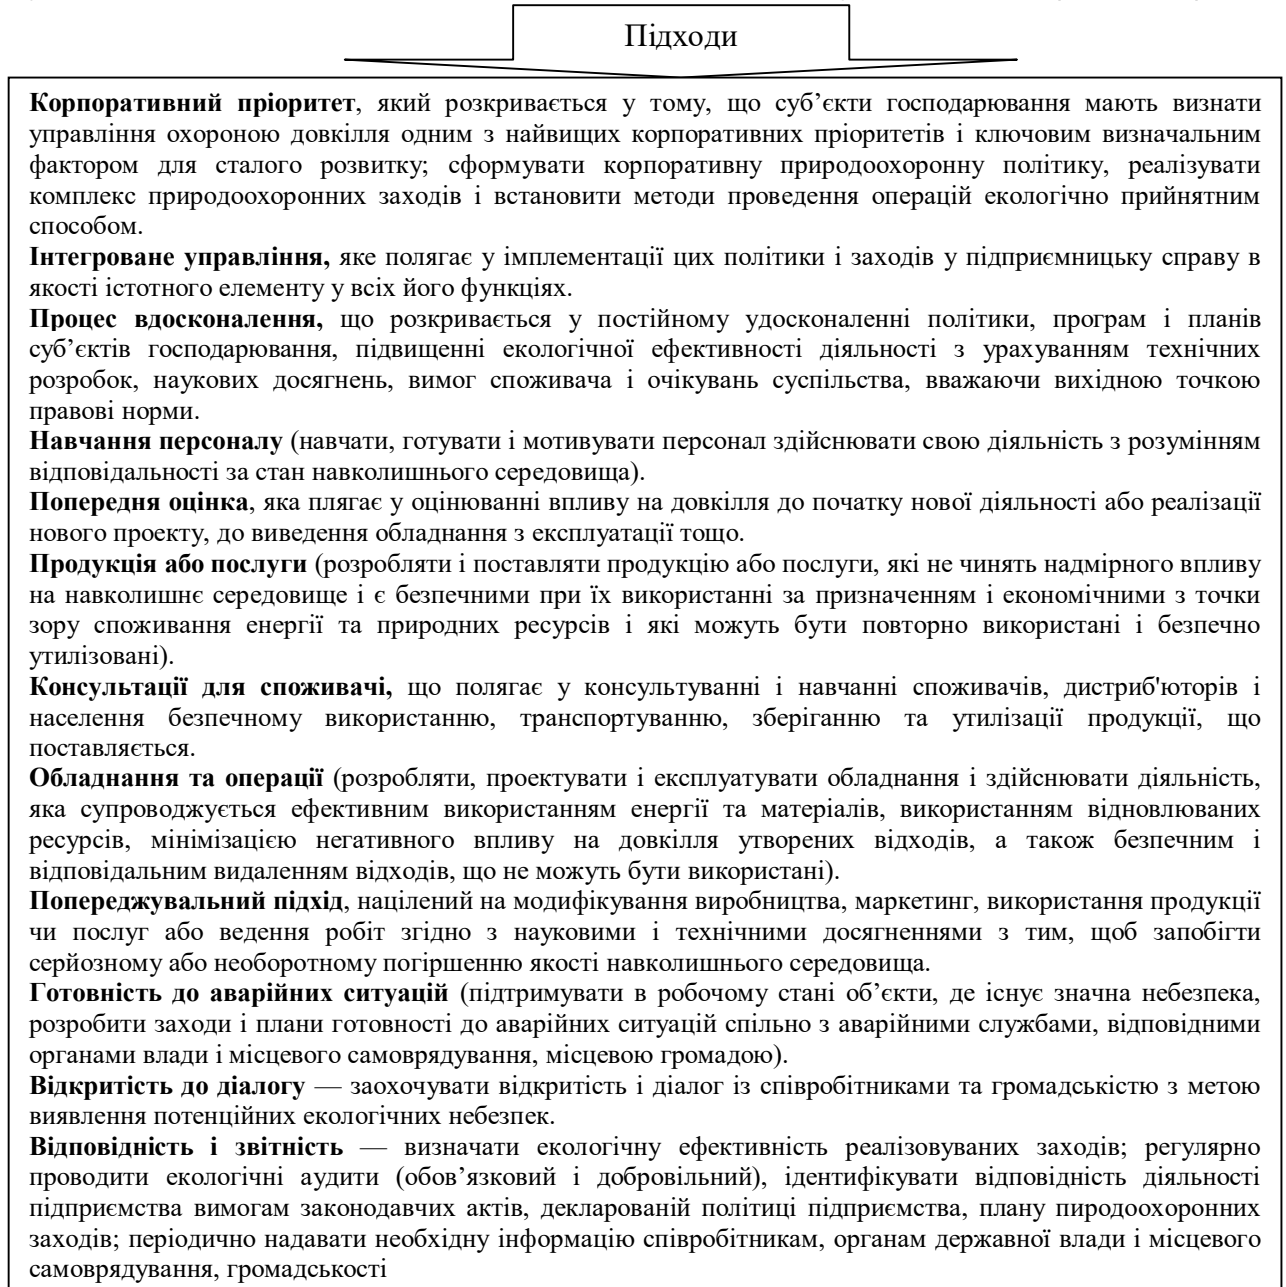 Підходи
Корпоративний пріоритет, який розкривається у тому, що суб’єкти господарювання мають визнати
управління охороною довкілля одним з найвищих корпоративних пріоритетів і ключовим визначальним
фактором для сталого розвитку; сформувати корпоративну природоохоронну політику, реалізувати
комплекс природоохоронних заходів і встановити методи проведення операцій екологічно прийнятним
способом.
Інтегроване управління, яке полягає у імплементації цих політики і заходів у підприємницьку справу в
якості істотного елементу у всіх його функціях.
Процес вдосконалення, що розкривається у постійному удосконаленні політики, програм і планів
суб’єктів господарювання, підвищенні екологічної ефективності діяльності з урахуванням технічних
розробок, наукових досягнень, вимог споживача і очікувань суспільства, вважаючи вихідною точкою
правові норми.
Навчання персоналу (навчати, готувати і мотивувати персонал здійснювати свою діяльність з розумінням
відповідальності за стан навколишнього середовища).
Попередня оцінка, яка плягає у оцінюванні впливу на довкілля до початку нової діяльності або реалізації
нового проекту, до виведення обладнання з експлуатації тощо.
Продукція або послуги (розробляти і поставляти продукцію або послуги, які не чинять надмірного впливу
на навколишнє середовище і є безпечними при їх використанні за призначенням і економічними з точки
зору споживання енергії та природних ресурсів і які можуть бути повторно використані і безпечно
утилізовані).
Консультації для споживачі, що полягає у консультуванні і навчанні споживачів, дистриб'юторів і
населення безпечному використанню, транспортуванню, зберіганню та утилізації продукції, що
поставляється.
Обладнання та операції (розробляти, проектувати і експлуатувати обладнання і здійснювати діяльність,
яка супроводжується ефективним використанням енергії та матеріалів, використанням відновлюваних
ресурсів, мінімізацією негативного впливу на довкілля утворених відходів, а також безпечним і
відповідальним видаленням відходів, що не можуть бути використані).
Попереджувальний підхід, націлений на модифікування виробництва, маркетинг, використання продукції
чи послуг або ведення робіт згідно з науковими і технічними досягненнями з тим, щоб запобігти
серйозному або необоротному погіршенню якості навколишнього середовища.
Готовність до аварійних ситуацій (підтримувати в робочому стані об’єкти, де існує значна небезпека,
розробити заходи і плани готовності до аварійних ситуацій спільно з аварійними службами, відповідними
органами влади і місцевого самоврядування, місцевою громадою).
Відкритість до діалогу — заохочувати відкритість і діалог із співробітниками та громадськістю з метою
виявлення потенційних екологічних небезпек.
Відповідність і звітність — визначати екологічну ефективність реалізовуваних заходів; регулярно
проводити екологічні аудити (обов’язковий і добровільний), ідентифікувати відповідність діяльності
підприємства вимогам законодавчих актів, декларованій політиці підприємства, плану пиродоохоронних
заходів; періодично надавати необхідну інформацію співробітникам, органам державної влади і місцевого
самоврядування, громадськості